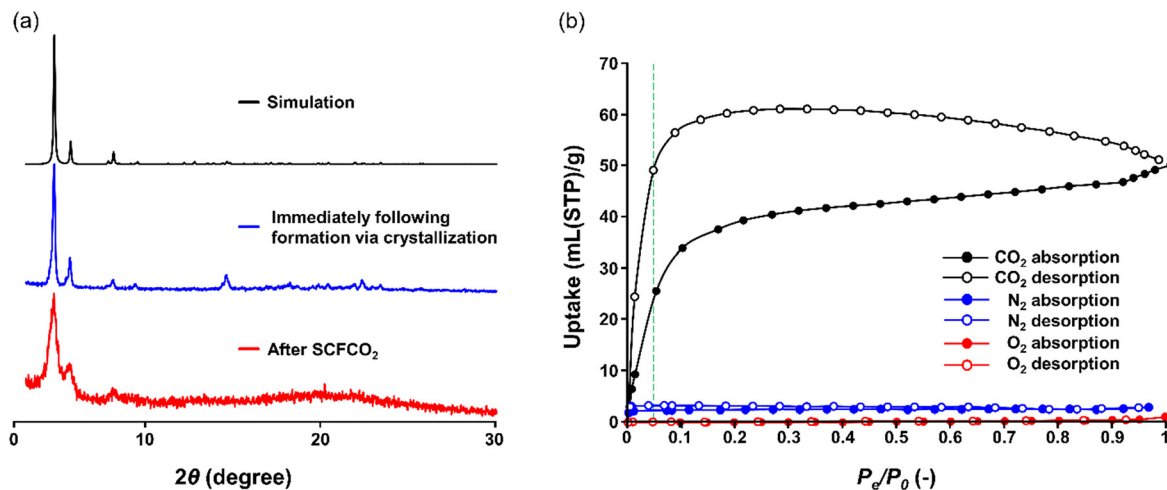 (a)
Simulation
Immediately following
formation via crystallization
After SCFCO₂
0 10 20 30
2θ (degree)
(b)
Uptake (mL(STP)/g)
70
60
50
40
30
20
10
0
CO₂ absorption
CO₂ desorption
N₂ absorption
N₂ desorption
O₂ absorption
O₂ desorption
0 0.1 0.2 0.3 0.4 0.5 0.6 0.7 0.8 0.9 1
Pₑ/P₀ (-)